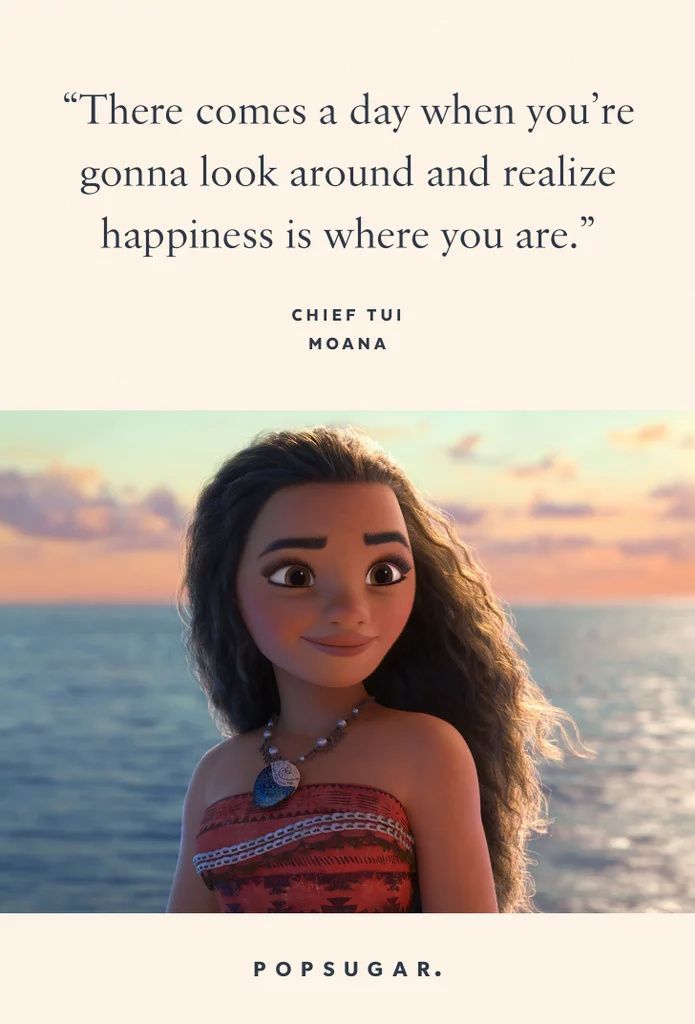 “There comes a day when you’re
gonna look around and realize
happiness is where you are.”
CHIEF TUI
MOANA
POPSUGAR.